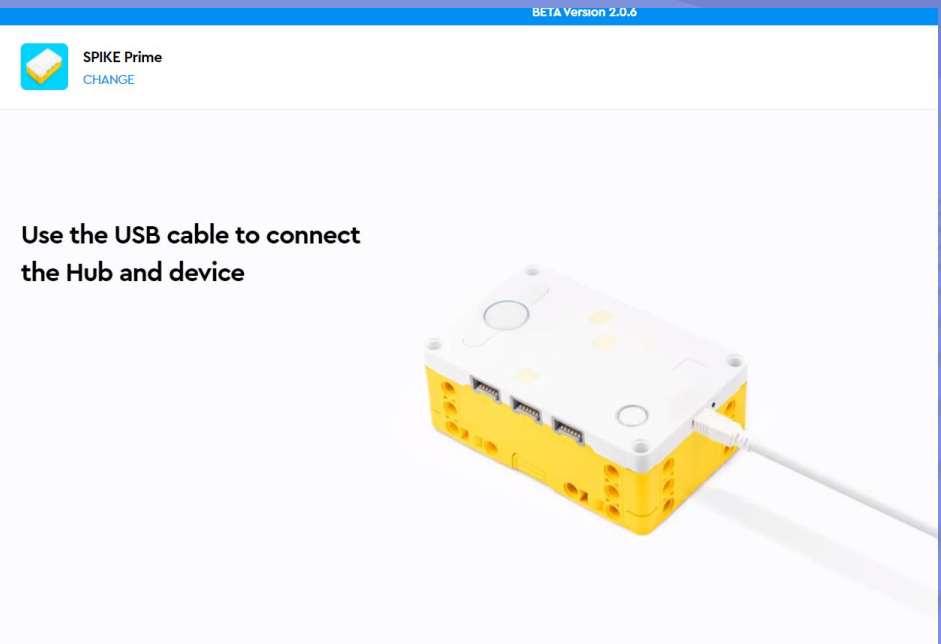 BETA Version 2.0.6
SPIKE Prime
CHANGE
Use the USB cable to connect
the Hub and device